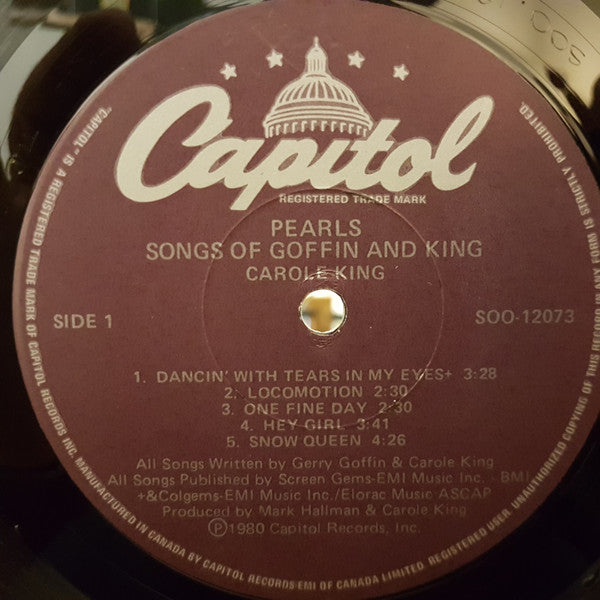 Capitol
REGISTERED TRADE MARK
PEARLS
SONGS OF GOFFIN AND KING
CAROLE KING
SIDE 1
SOO-12073
1. DANCIN' WITH TEARS IN MY EYES+ 3:28
2. LOCOMOTION 2:30
3. ONE FINE DAY 2:30
4. HEY GIRL 3:41
5. SNOW QUEEN 4:26
All Songs Written by Gerry Goffin & Carole King
All Songs Published by Screen Gems-EMI Music Inc. - BMI
+&Colgems-EMI Music Inc./Elorac Music ASCAP
Produced by Mark Hallman & Carole King
Ⓟ1980 Capitol Records, Inc.
"CAPITOL" IS A REGISTERED TRADE MARK OF CAPITOL RECORDS INC. MANUFACTURED IN CANADA BY CAPITOL RECORDS-EMI OF CANADA LIMITED. REGISTERED USER. UNAUTHORIZED COPYING OF THIS RECORD IN ANY FORM IS STRICTLY PROHIBITED.